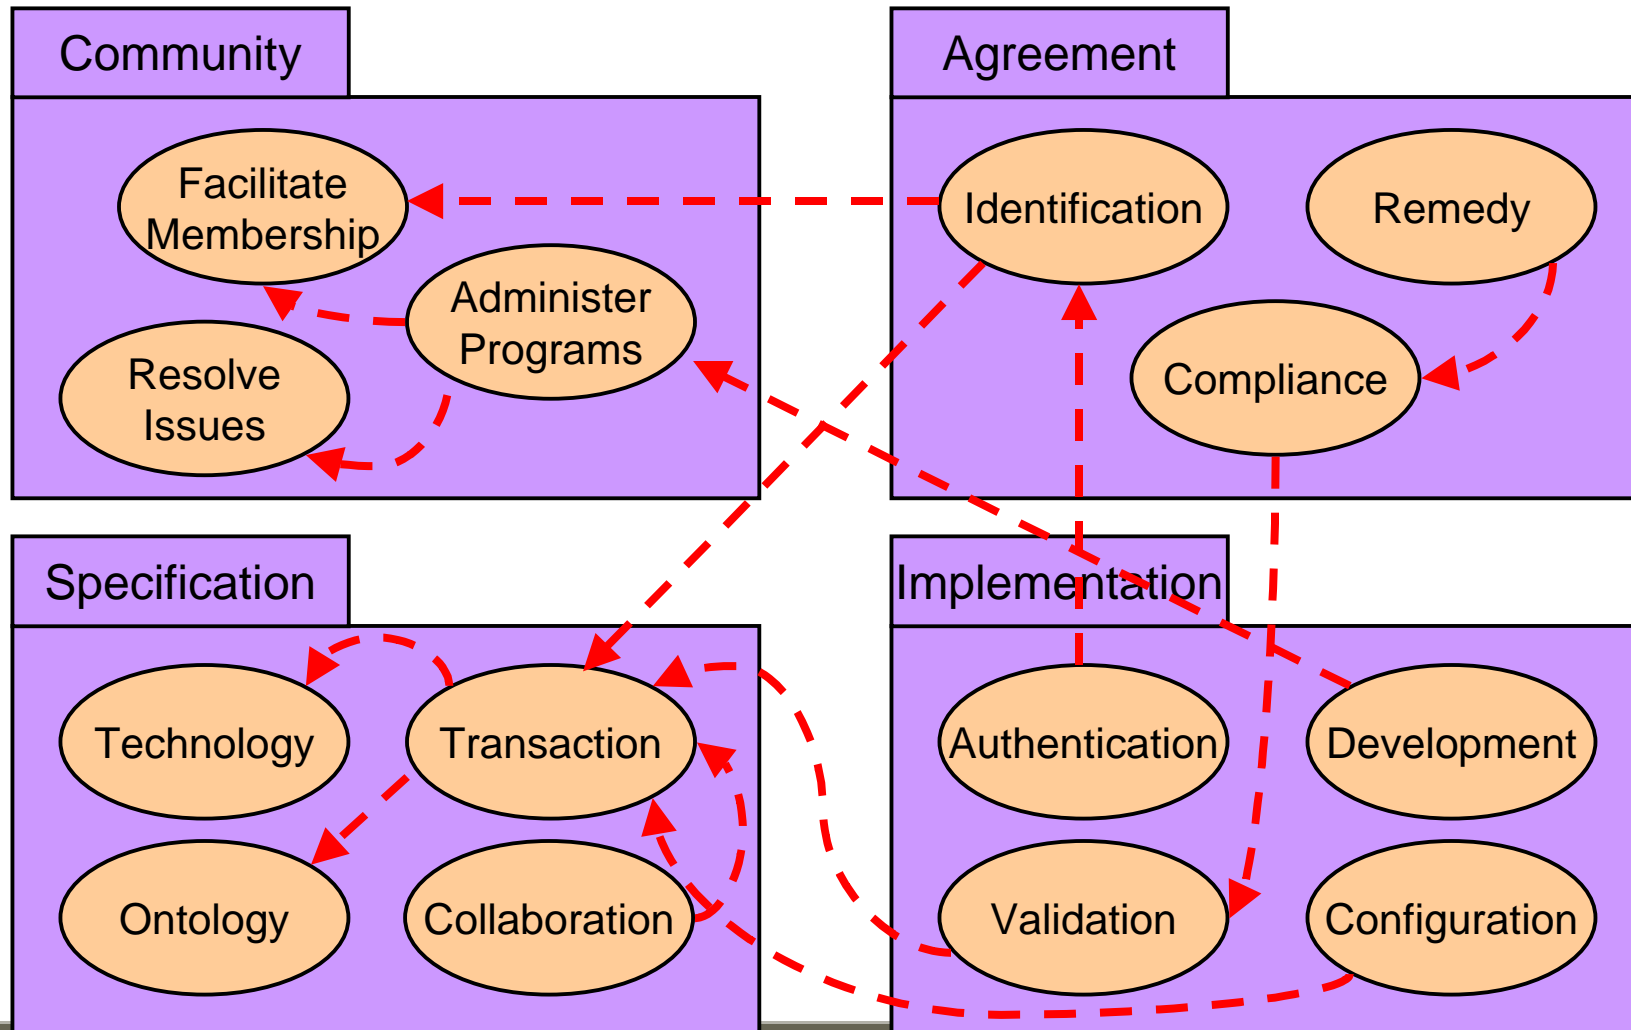 Community
Facilitate
Membership
Administer
Programs
Resolve
Issues
Agreement
Identification
Remedy
Compliance
Specification
Technology
Transaction
Ontology
Collaboration
Implementation
Authentication
Development
Validation
Configuration